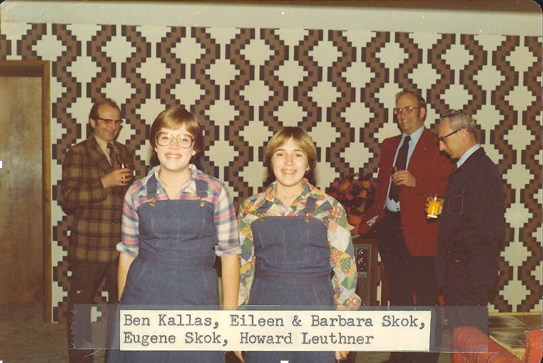 Ben Kallas, Eileen & Barbara Skok,
Eugene Skok, Howard Leuthner